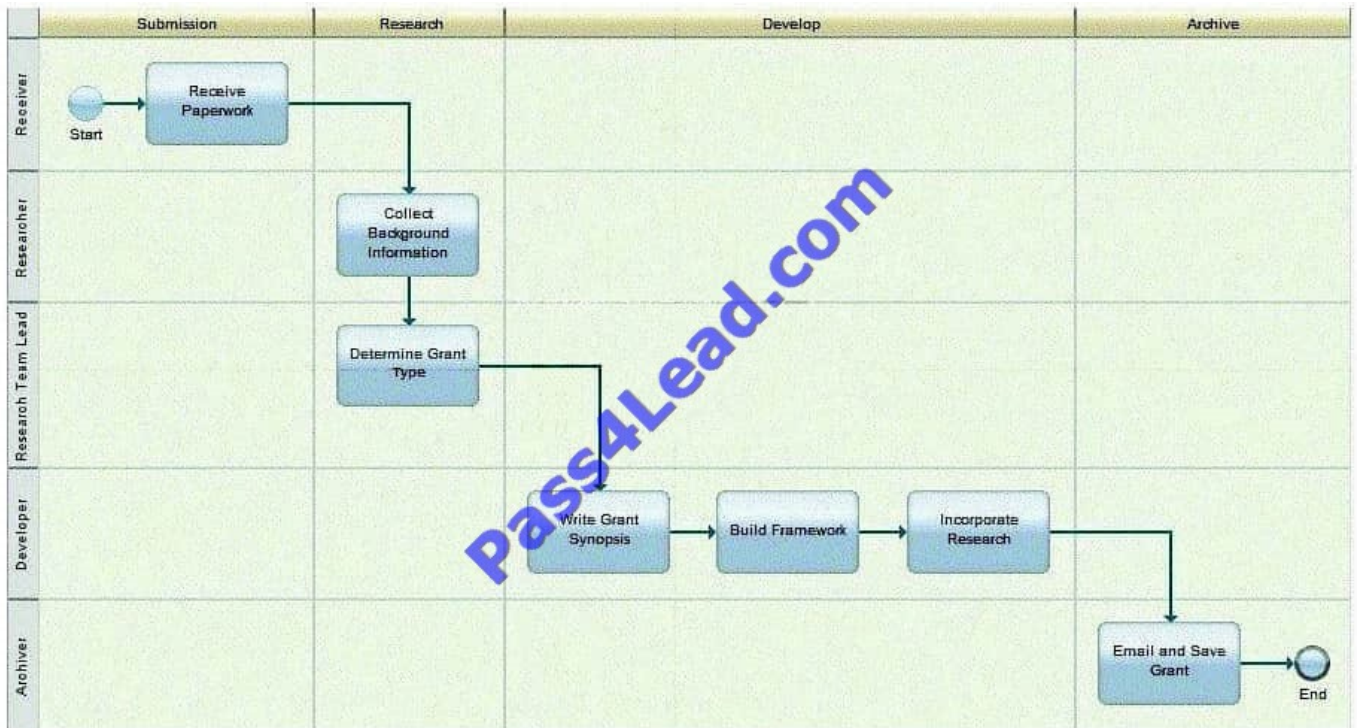 Submission
Research
Develop
Archive
Receiver
Start
Receive
Paperwork
Researcher
Collect
Background
Information
Research Team Lead
Determine Grant
Type
Developer
Write Grant
Synopsis
Build Framework
Incorporate
Research
Archiver
Email and Save
Grant
End
Pass4Lead.com